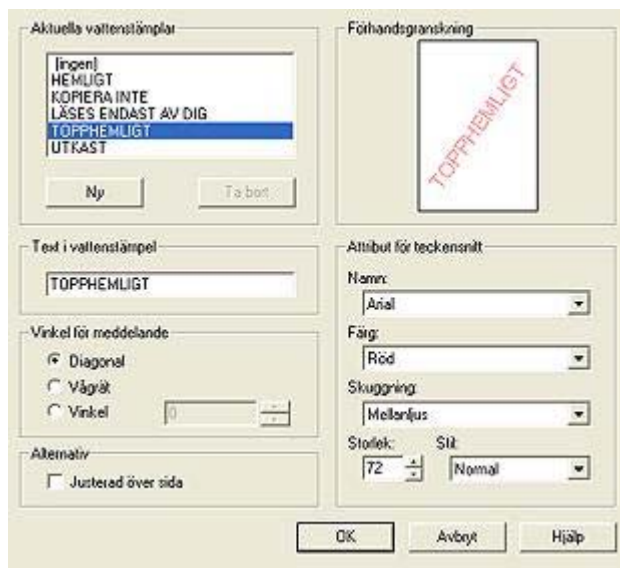 Aktuella vattenstämplar
(ingen)
HEMLIGT
KOPIERA INTE
LÄSES ENDAST AV DIG
TOPPHEMLIGT
UTKAST
Ny
Ta bort
Förhandsgranskning
TOPPHEMLIGT
Text i vattenstämpel
TOPPHEMLIGT
Vinkel för meddelande
Diagonal
Vågrät
Vinkel
0
Alternativ
Justerad över sida
Attribut för teckensnitt
Namn:
Arial
Färg:
Röd
Skuggning:
Mellanljus
Storlek: Stil:
72 Normal
OK Avbryt Hjälp